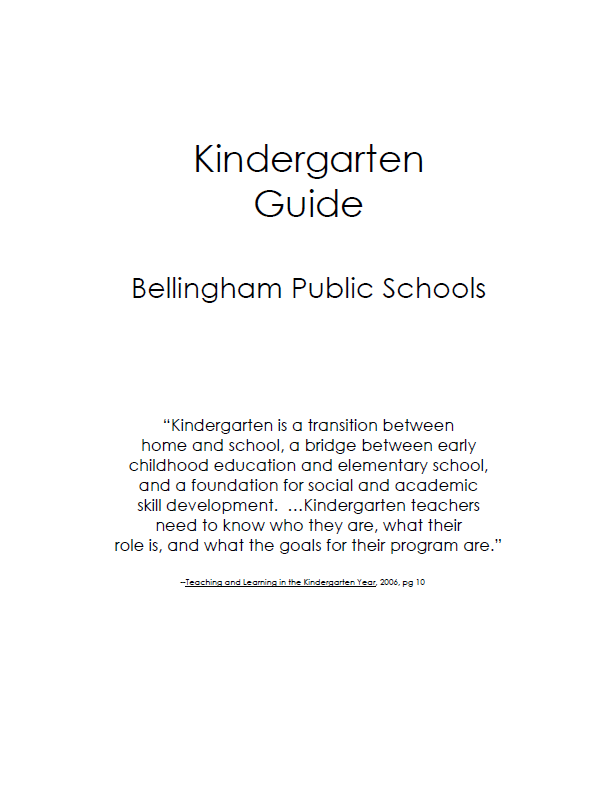 Kindergarten
Guide
Bellingham Public Schools
“Kindergarten is a transition between
home and school, a bridge between early
childhood education and elementary school,
and a foundation for social and academic
skill development.  …Kindergarten teachers
need to know who they are, what their
role is, and what the goals for their program are.”
–Teaching and Learning in the Kindergarten Year, 2006, pg 10